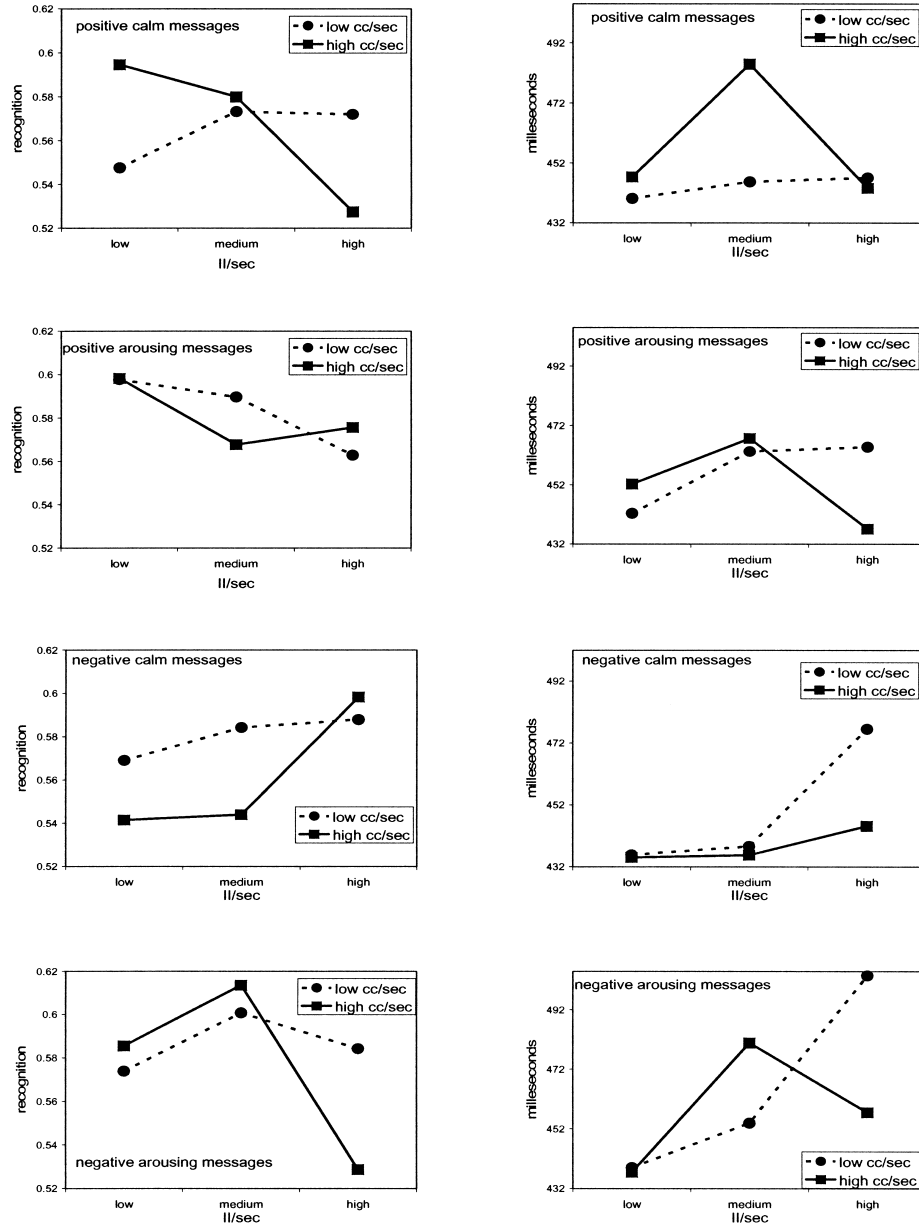 positive calm messages
low cc/sec
high cc/sec
recognition
0.62
0.6
0.58
0.56
0.54
0.52
low medium high
II/sec
positive calm messages
low cc/sec
high cc/sec
milleseconds
492
472
452
432
low medium high
II/sec
positive arousing messages
low cc/sec
high cc/sec
recognition
0.62
0.6
0.58
0.56
0.54
0.52
low medium high
II/sec
positive arousing messages
low cc/sec
high cc/sec
milleseconds
492
472
452
432
low medium high
II/sec
negative calm messages
low cc/sec
high cc/sec
recognition
0.62
0.6
0.58
0.56
0.54
0.52
low medium high
II/sec
negative calm messages
low cc/sec
high cc/sec
milleseconds
492
472
452
432
low medium high
II/sec
low cc/sec
high cc/sec
recognition
0.62
0.6
0.58
0.56
0.54
0.52
negative arousing messages
low medium high
II/sec
negative arousing messages
milleseconds
492
472
452
432
low cc/sec
high cc/sec
low medium high
II/sec